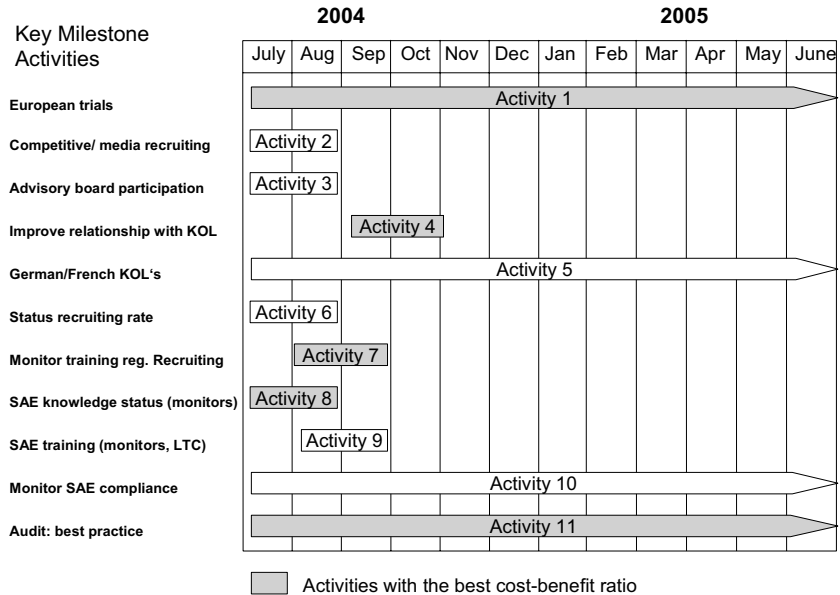 2004 2005
Key Milestone
Activities
July Aug Sep Oct Nov Dec Jan Feb Mar Apr May June
European trials Activity 1
Competitive/ media recruiting Activity 2
Advisory board participation Activity 3
Improve relationship with KOL Activity 4
German/French KOL‘s Activity 5
Status recruiting rate Activity 6
Monitor training reg. Recruiting Activity 7
SAE knowledge status (monitors) Activity 8
SAE training (monitors, LTC) Activity 9
Monitor SAE compliance Activity 10
Audit: best practice Activity 11
Activities with the best cost-benefit ratio